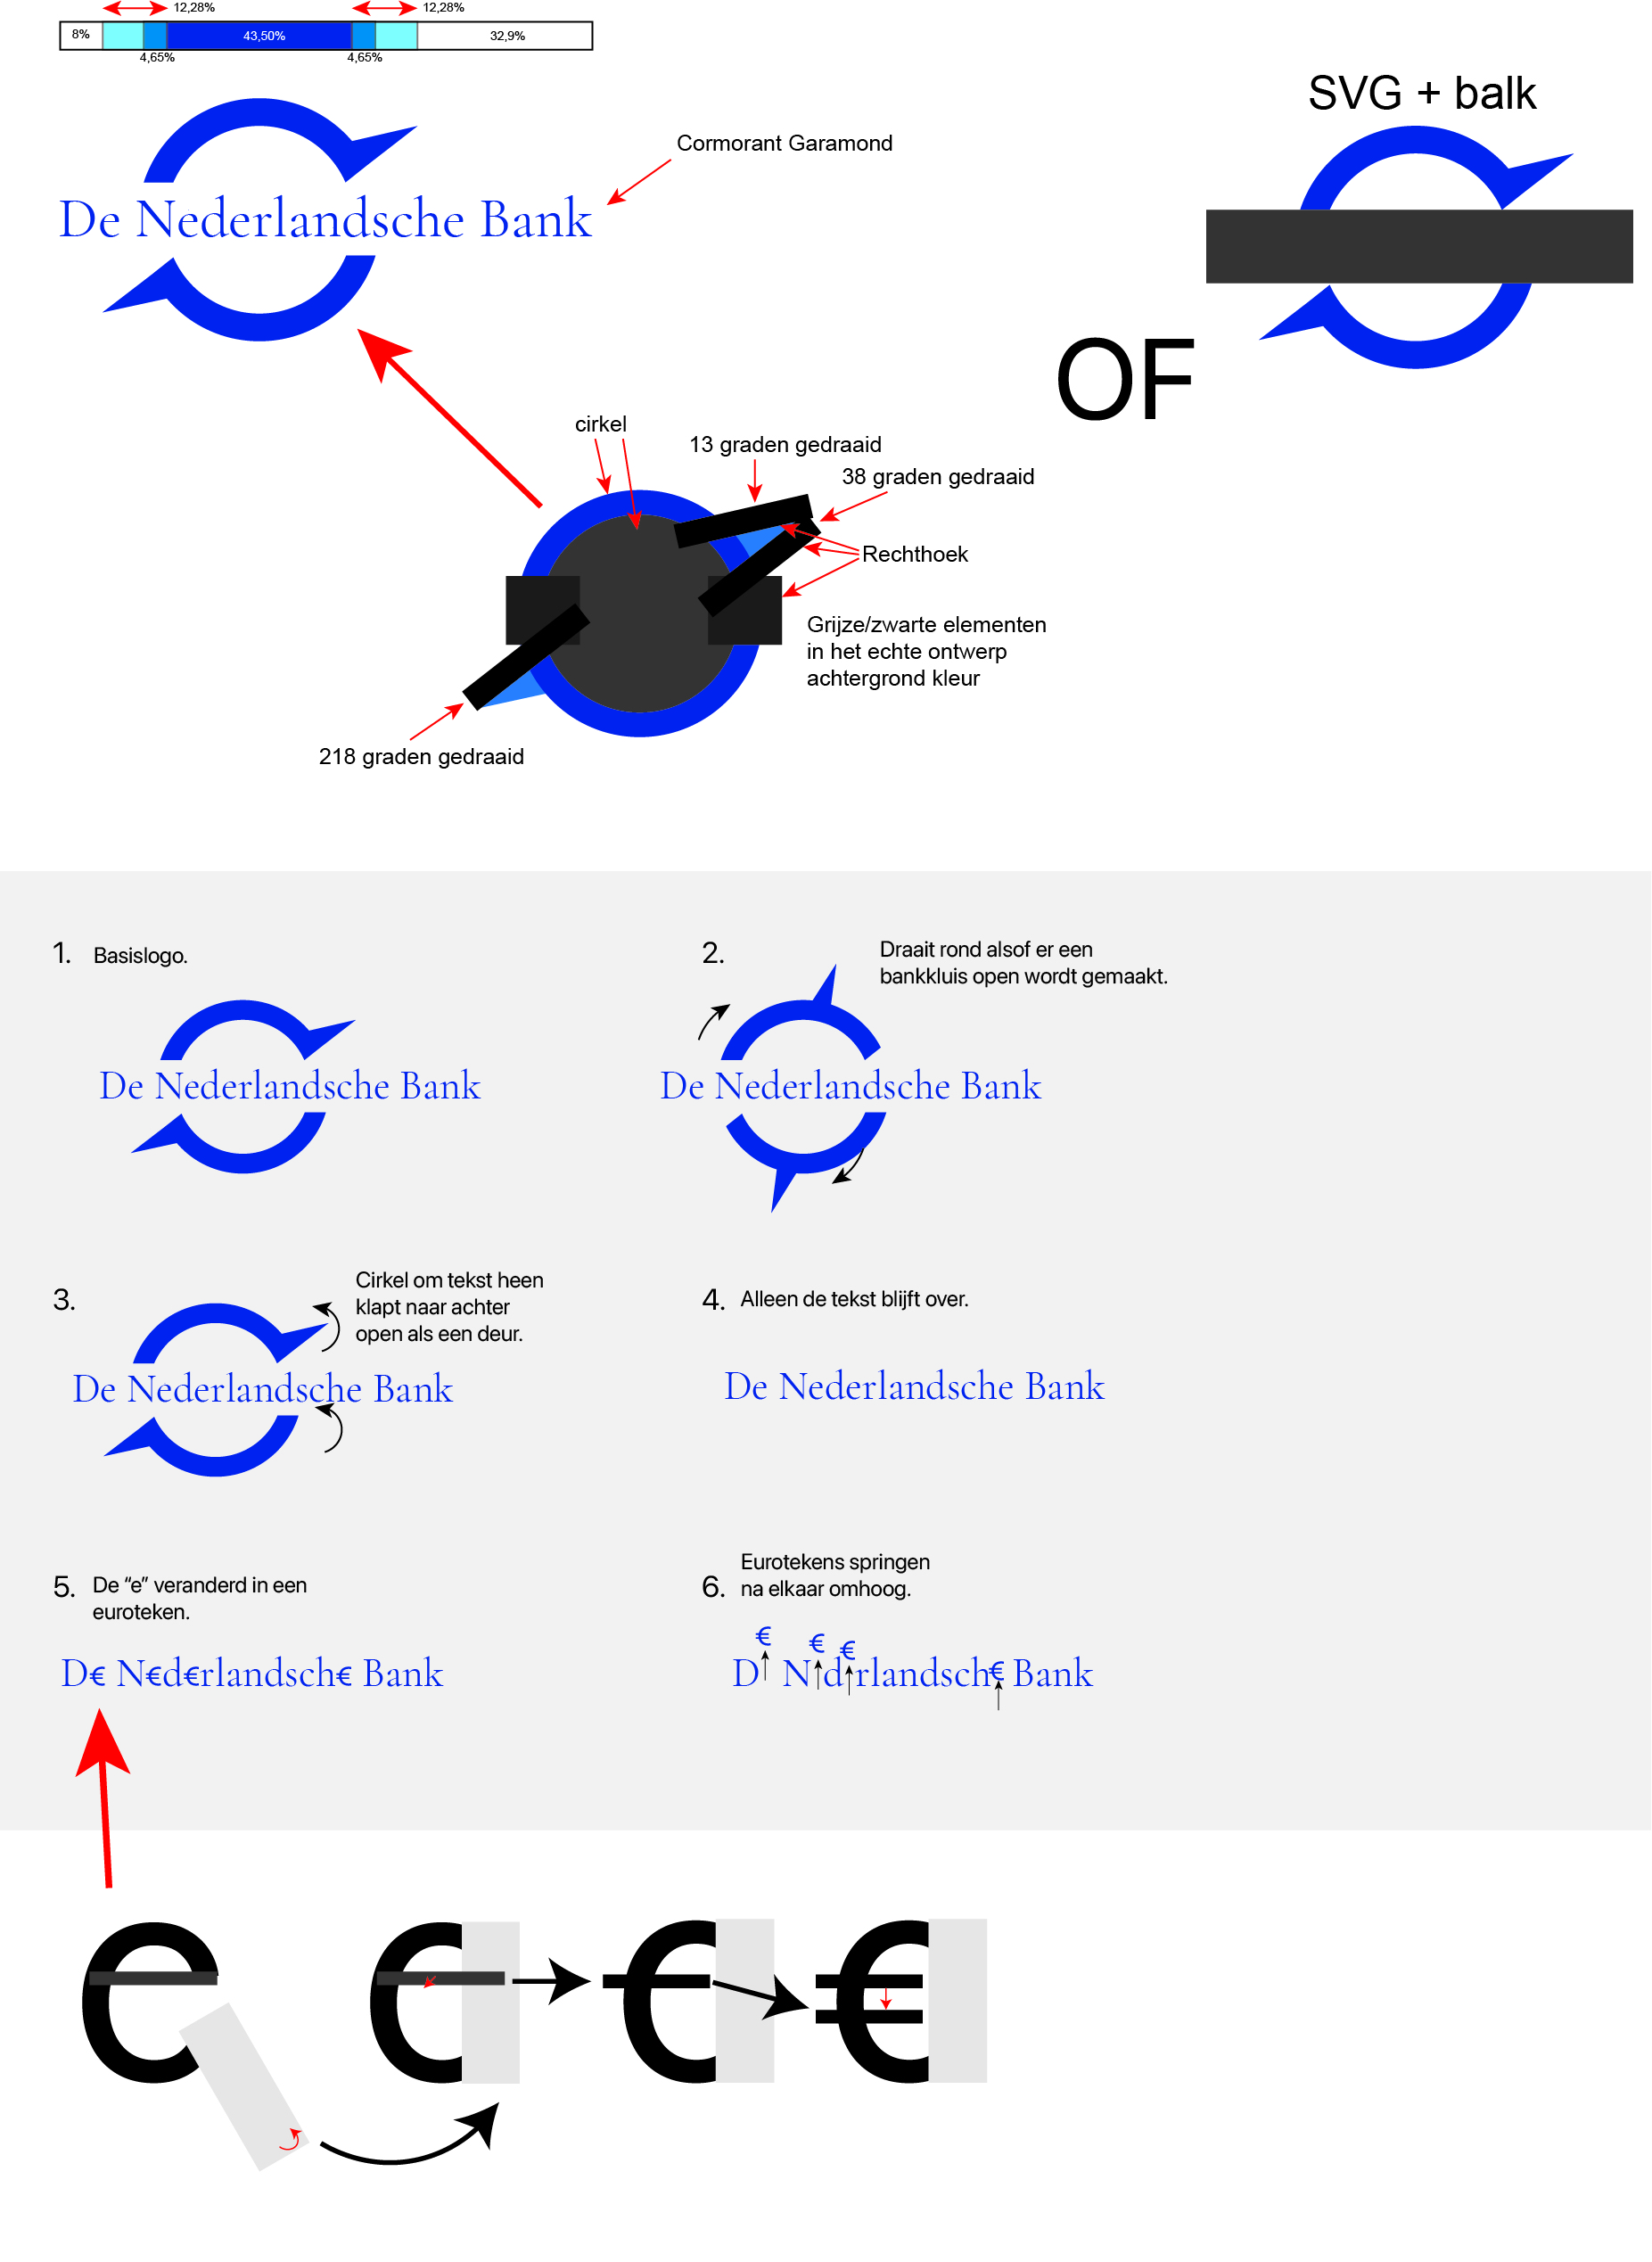 12,28%
12,28%
8%
43,50%
32,9%
4,65%
4,65%
SVG + balk
Cormorant Garamond
De Nederlandsche Bank
OF
cirkel
13 graden gedraaid
38 graden gedraaid
Rechthoek
Grijze/zwarte elementen
in het echte ontwerp
achtergrond kleur
218 graden gedraaid
1. Basislogo.
De Nederlandsche Bank
2. Draait rond alsof er een
bankkluis open wordt gemaakt.
De Nederlandsche Bank
3. Cirkel om tekst heen
klapt naar achter
open als een deur.
De Nederlandsche Bank
4. Alleen de tekst blijft over.
De Nederlandsche Bank
5. De “e” veranderd in een
euroteken.
D€ N€d€rlandsch€ Bank
6. Eurotekens springen
na elkaar omhoog.
€ € €
D N d rlandsch€ Bank
e € €